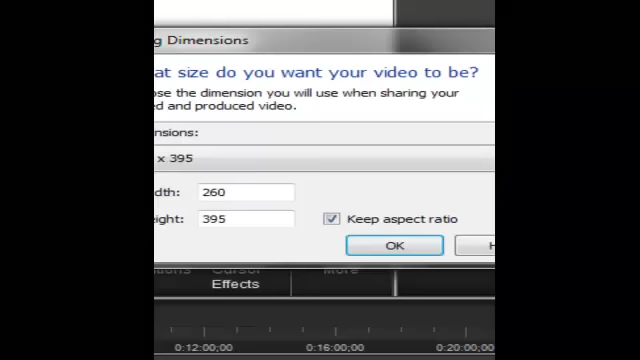 g Dimensions
at size do you want your video to be?
ose the dimension you will use when sharing your
ed and produced video.
nsions:
x 395
dth: 260
eight: 395
Keep aspect ratio
OK H
Cursor More
Effects
0:12:00;00 0:16:00;00 0:20:00;00